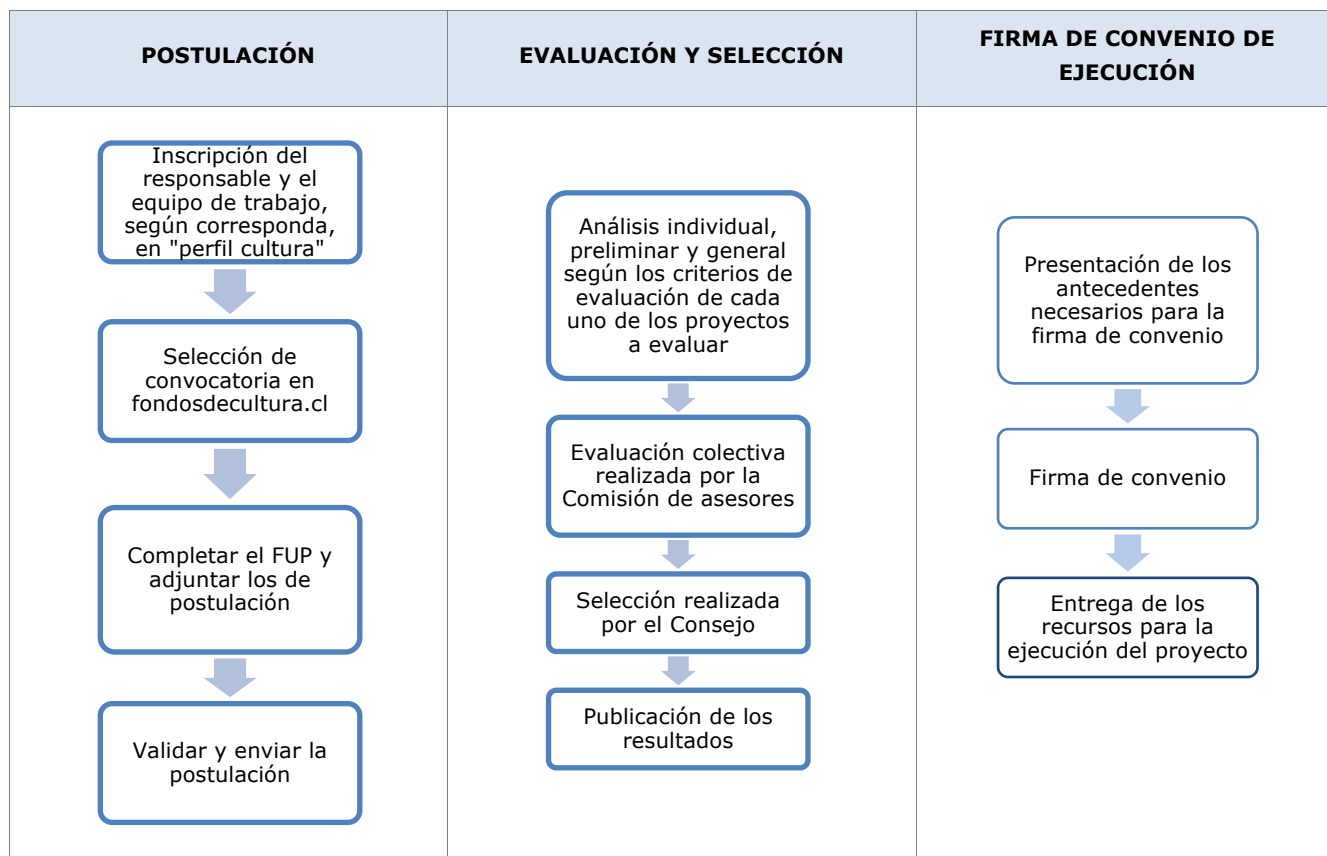 POSTULACIÓN
EVALUACIÓN Y SELECCIÓN
FIRMA DE CONVENIO DE
EJECUCIÓN
Inscripción del
responsable y el
equipo de trabajo,
según corresponda,
en "perfil cultura"
Selección de
convocatoria en
fondosdecultura.cl
Completar el FUP y
adjuntar los de
postulación
Validar y enviar la
postulación
Análisis individual,
preliminar y general
según los criterios de
evaluación de cada
uno de los proyectos
a evaluar
Evaluación colectiva
realizada por la
Comisión de asesores
Selección realizada
por el Consejo
Publicación de los
resultados
Presentación de los
antecedentes
necesarios para la
firma de convenio
Firma de convenio
Entrega de los
recursos para la
ejecución del proyecto